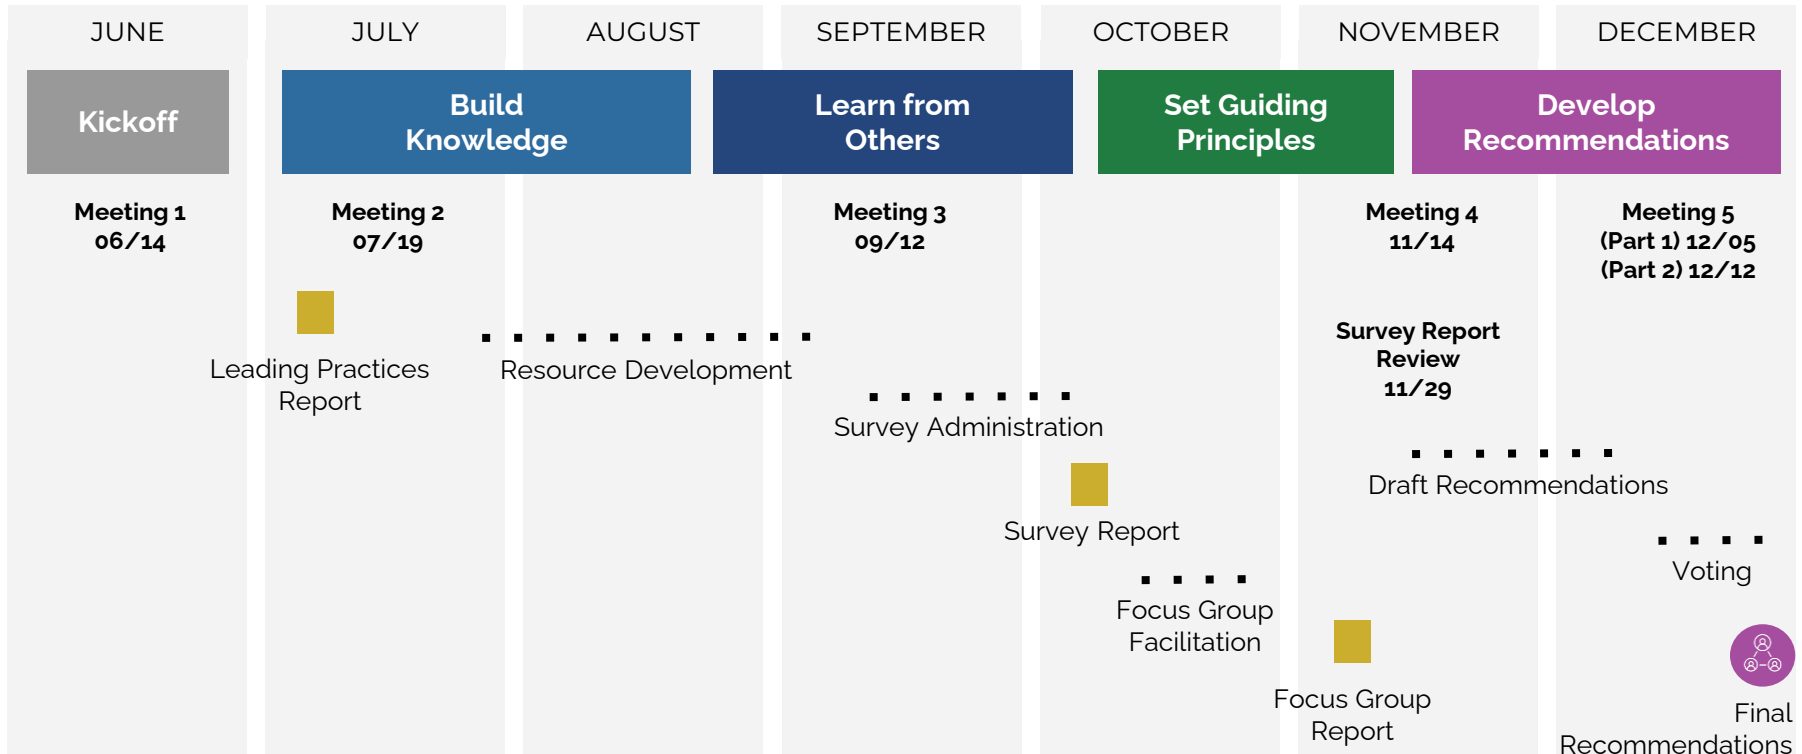 JUNE
JULY
AUGUST
SEPTEMBER
OCTOBER
NOVEMBER
DECEMBER
Kickoff
Build
Knowledge
Learn from
Others
Set Guiding
Principles
Develop
Recommendations
Meeting 1
06/14
Meeting 2
07/19
Meeting 3
09/12
Meeting 4
11/14
Meeting 5
(Part 1) 12/05
(Part 2) 12/12
Leading Practices
Report
Resource Development
Survey Report
Review
11/29
Survey Administration
Draft Recommendations
Survey Report
Voting
Focus Group
Facilitation
Focus Group
Report
Final
Recommendations